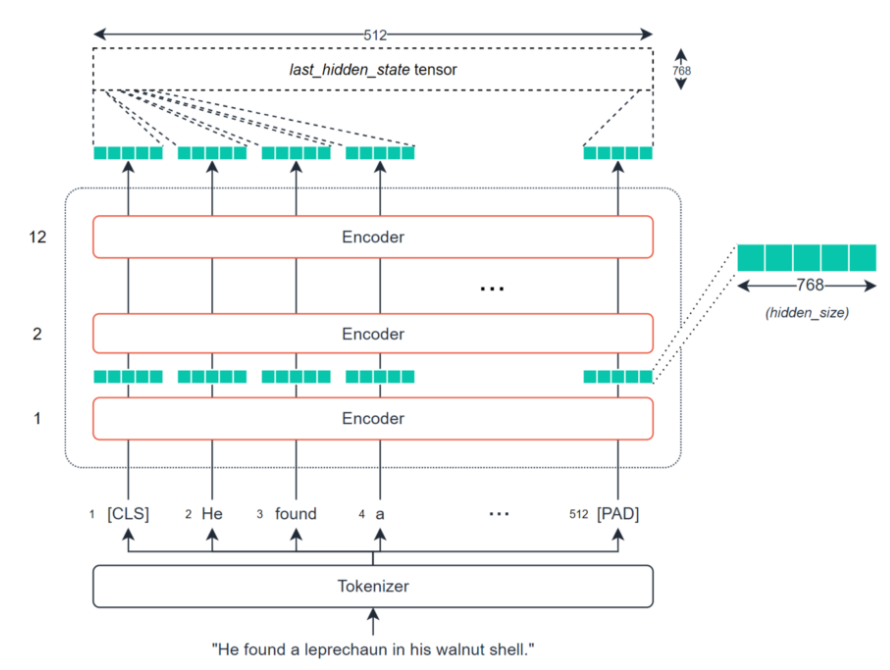 512
last_hidden_state tensor
768
12
Encoder
768
(hidden_size)
...
2
Encoder
1
Encoder
1 [CLS] 2 He 3 found 4 a ... 512 [PAD]
Tokenizer
"He found a leprechaun in his walnut shell."